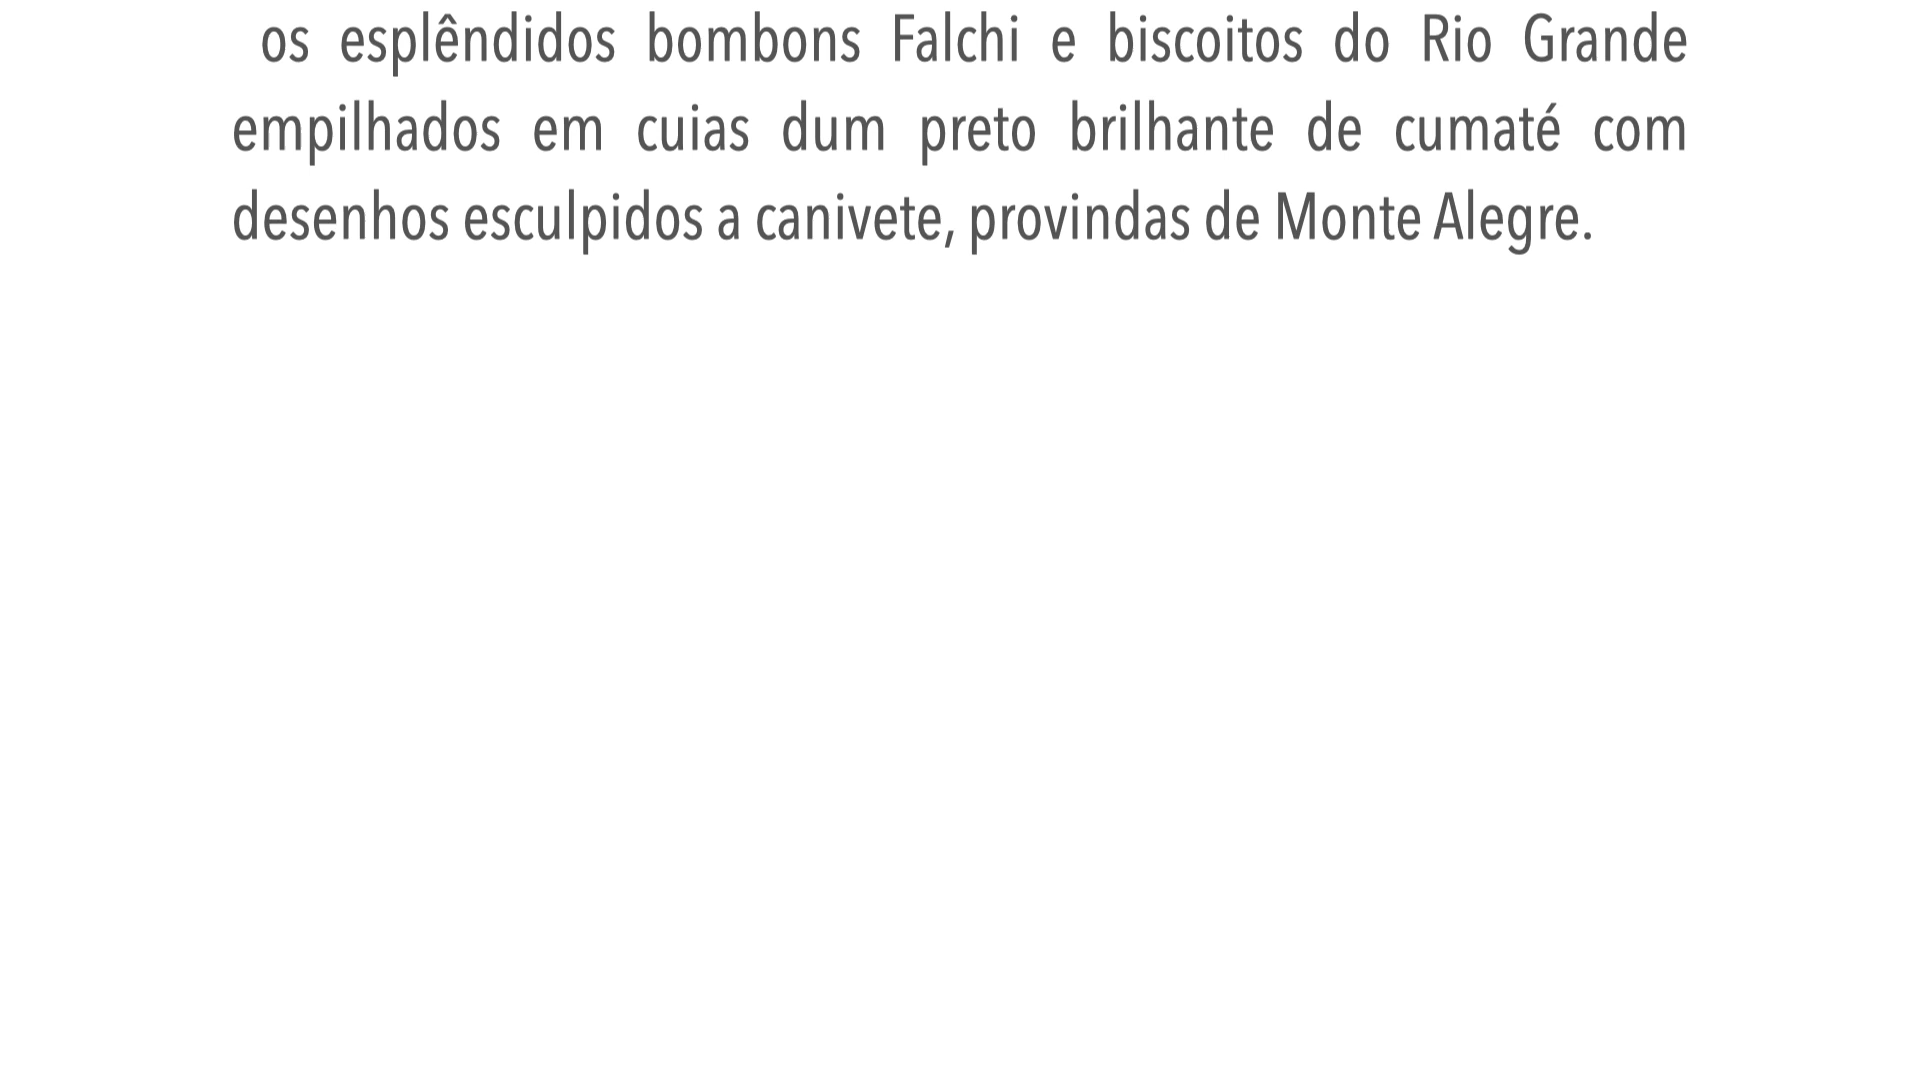 os esplêndidos bombons Falchi e biscoitos do Rio Grande
empilhados em cuias dum preto brilhante de cumaté com
desenhos esculpidos a canivete, provindas de Monte Alegre.